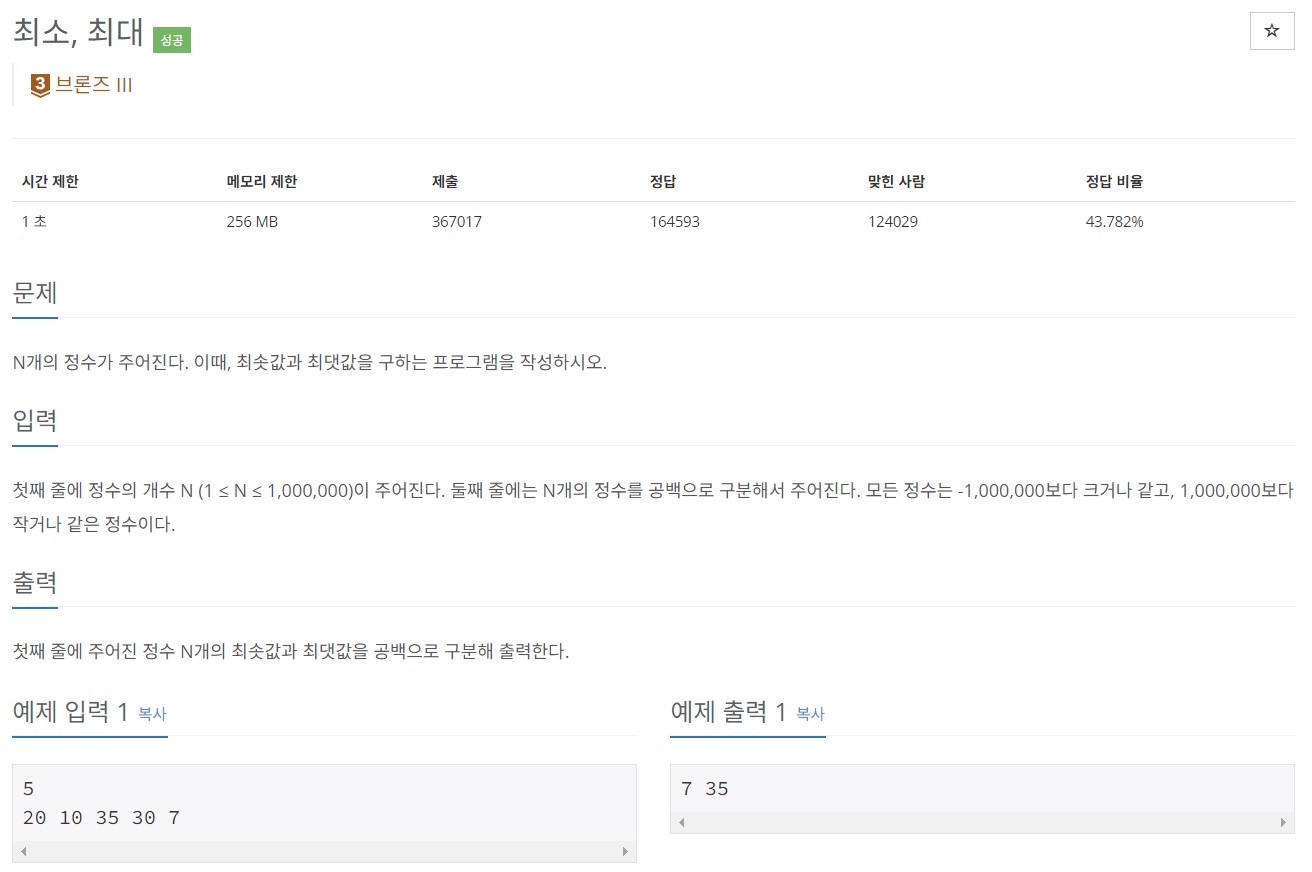 최소, 최대 성공
☆
3 브론즈 III
시간 제한 메모리 제한 제출 정답 맞힌 사람 정답 비율
1 초 256 MB 367017 164593 124029 43.782%
문제
N개의 정수가 주어진다. 이때, 최솟값과 최댓값을 구하는 프로그램을 작성하시오.
입력
첫째 줄에 정수의 개수 N (1 ≤ N ≤ 1,000,000)이 주어진다. 둘째 줄에는 N개의 정수를 공백으로 구분해서 주어진다. 모든 정수는 -1,000,000보다 크거나 같고, 1,000,000보다
작거나 같은 정수이다.
출력
첫째 줄에 주어진 정수 N개의 최솟값과 최댓값을 공백으로 구분해 출력한다.
예제 입력 1 복사
5
20 10 35 30 7
예제 출력 1 복사
7 35